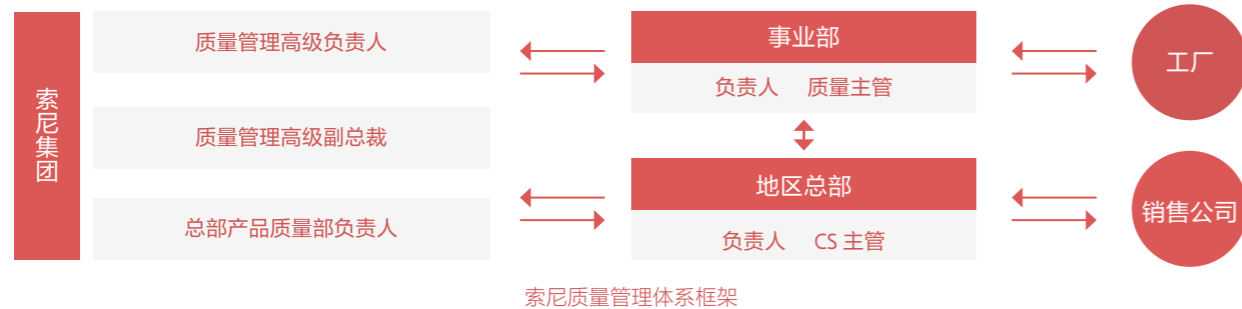 索尼集团
质量管理高级负责人
质量管理高级副总裁
总部产品质量部负责人
事业部
负责人 质量主管
地区总部
负责人 CS 主管
工厂
销售公司
索尼质量管理体系框架